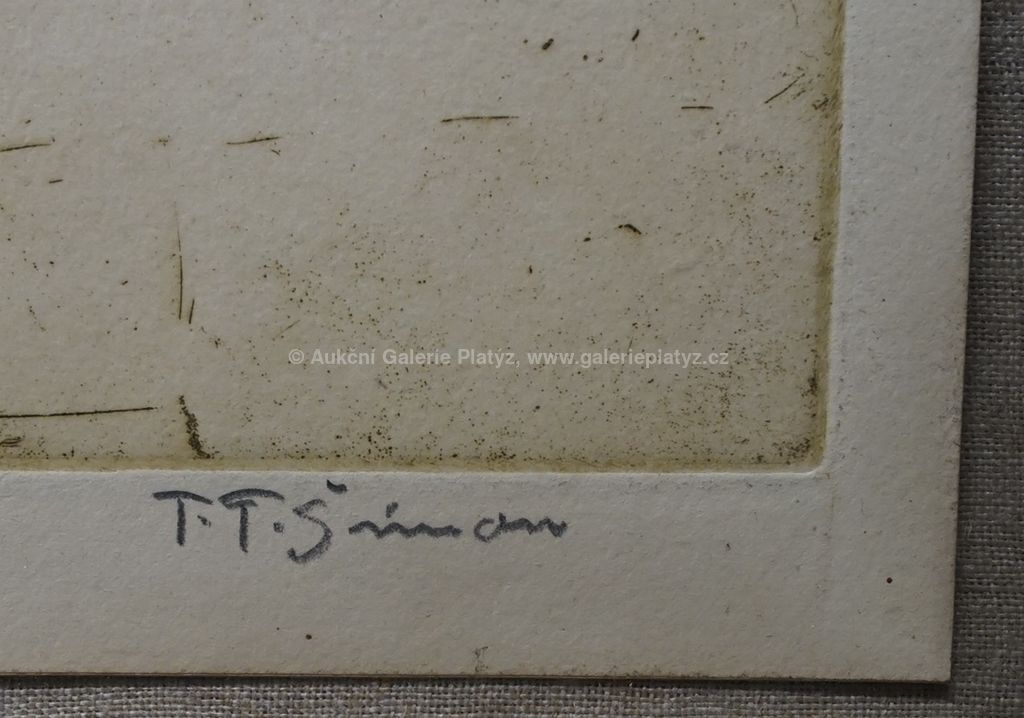 © Aukční Galerie Platýz, www.galerieplatyz.cz
T. T. Šimon